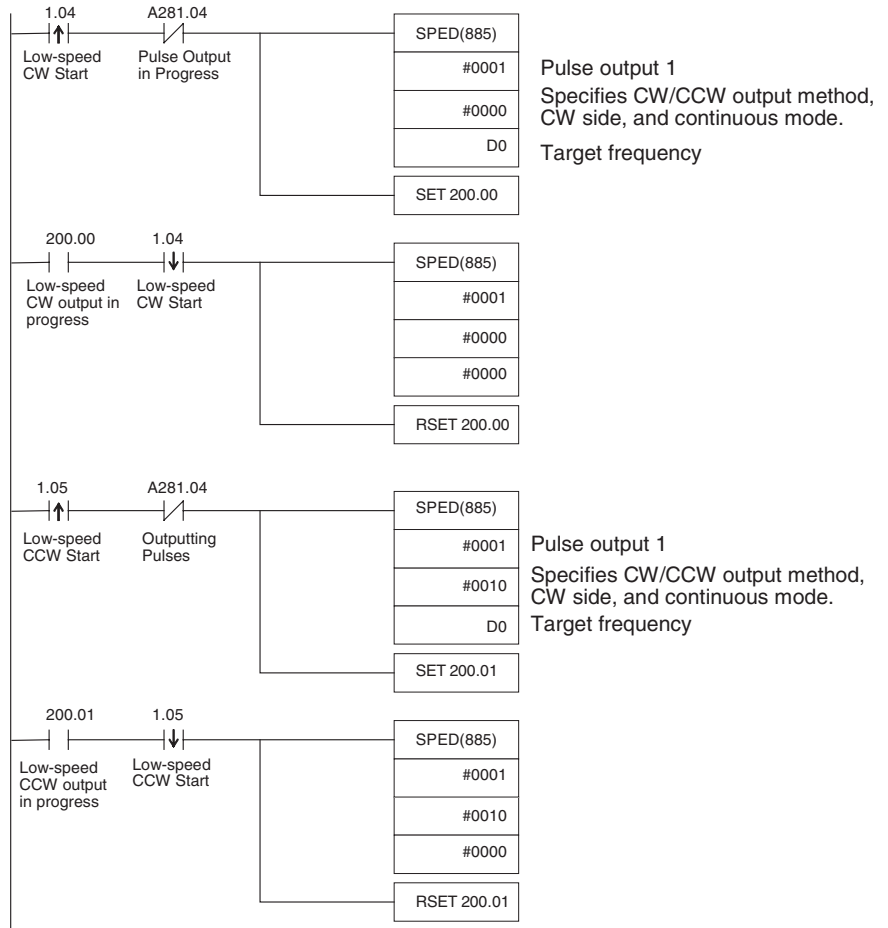 1.04 A281.04
Low-speed CW Start
Pulse Output in Progress
SPED(885)
#0001 Pulse output 1
#0000 Specifies CW/CCW output method, CW side, and continuous mode.
D0 Target frequency
SET 200.00
200.00 1.04
Low-speed CW output in progress
Low-speed CW Start
SPED(885)
#0001
#0000
#0000
RSET 200.00
1.05 A281.04
Low-speed CCW Start
Outputting Pulses
SPED(885)
#0001 Pulse output 1
#0010 Specifies CW/CCW output method, CW side, and continuous mode.
D0 Target frequency
SET 200.01
200.01 1.05
Low-speed CCW output in progress
Low-speed CCW Start
SPED(885)
#0001
#0010
#0000
RSET 200.01